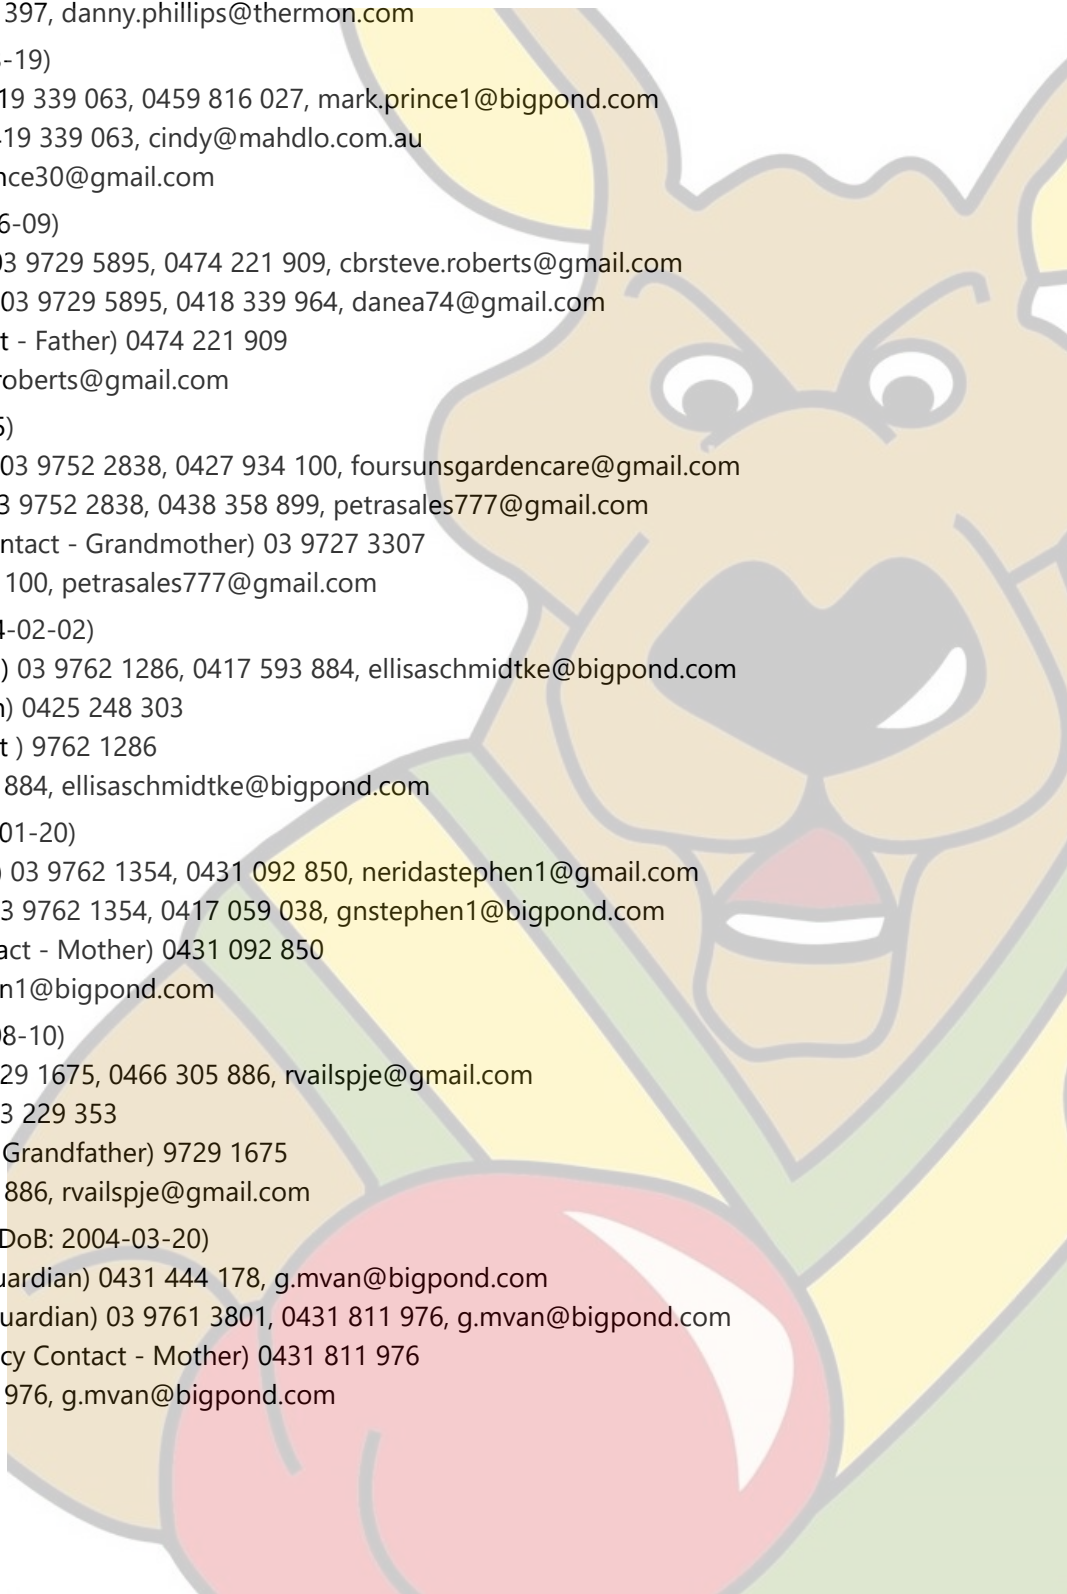 397, danny.phillips@thermon.com
-19)
19 339 063, 0459 816 027, mark.prince1@bigpond.com
19 339 063, cindy@mahdlo.com.au
nce30@gmail.com
6-09)
03 9729 5895, 0474 221 909, cbrsteve.roberts@gmail.com
03 9729 5895, 0418 339 964, danea74@gmail.com
t - Father) 0474 221 909
roberts@gmail.com
5)
03 9752 2838, 0427 934 100, foursunsgardencare@gmail.com
3 9752 2838, 0438 358 899, petrasales777@gmail.com
ntact - Grandmother) 03 9727 3307
100, petrasales777@gmail.com
4-02-02)
) 03 9762 1286, 0417 593 884, ellisaschmidtke@bigpond.com
n) 0425 248 303
t ) 9762 1286
884, ellisaschmidtke@bigpond.com
01-20)
) 03 9762 1354, 0431 092 850, neridastephen1@gmail.com
3 9762 1354, 0417 059 038, gnstephen1@bigpond.com
act - Mother) 0431 092 850
n1@bigpond.com
08-10)
29 1675, 0466 305 886, rvailspje@gmail.com
3 229 353
Grandfather) 9729 1675
886, rvailspje@gmail.com
DoB: 2004-03-20)
uardian) 0431 444 178, g.mvan@bigpond.com
uardian) 03 9761 3801, 0431 811 976, g.mvan@bigpond.com
cy Contact - Mother) 0431 811 976
976, g.mvan@bigpond.com